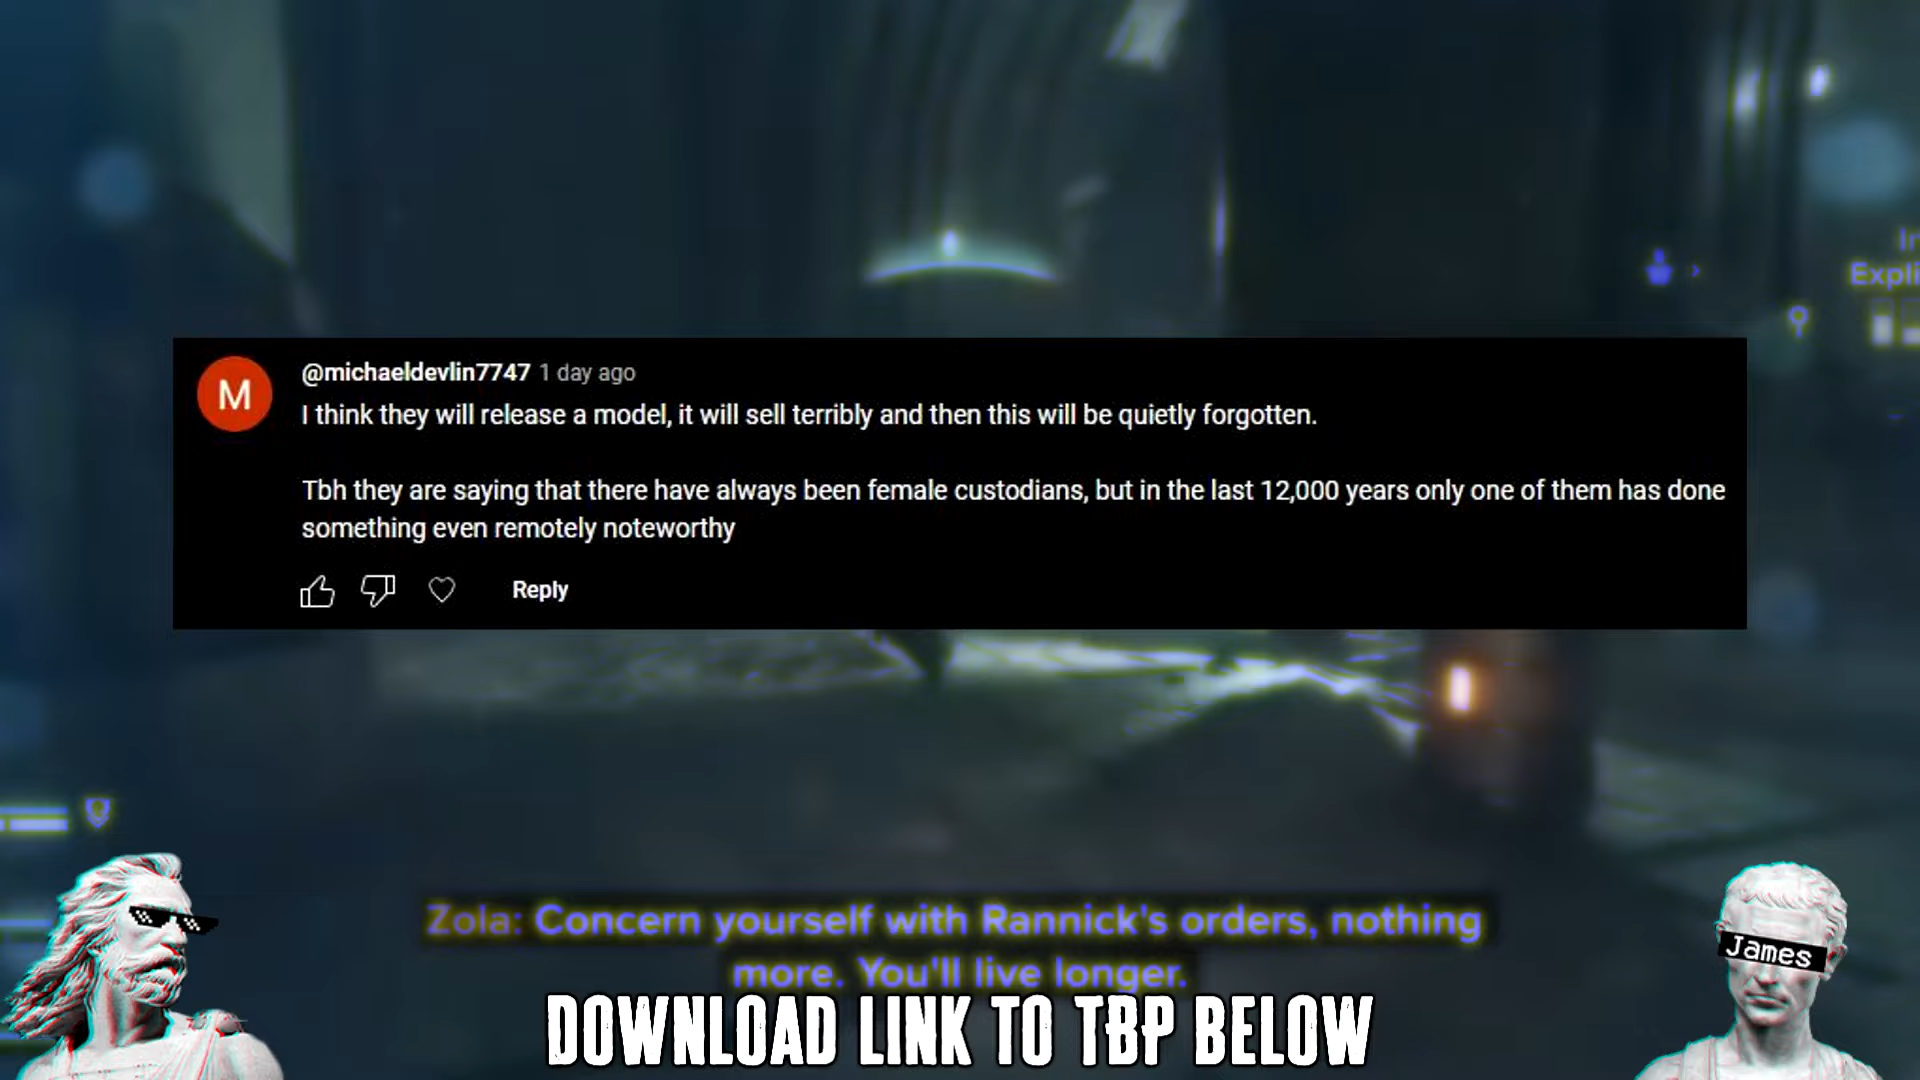 In
Expli
M
@michaeldevlin7747 1 day ago
I think they will release a model, it will sell terribly and then this will be quietly forgotten.
Tbh they are saying that there have always been female custodians, but in the last 12,000 years only one of them has done
something even remotely noteworthy
Reply
Zola: Concern yourself with Rannick's orders, nothing
more. You'll live longer.
James
DOWNLOAD LINK TO TBP BELOW